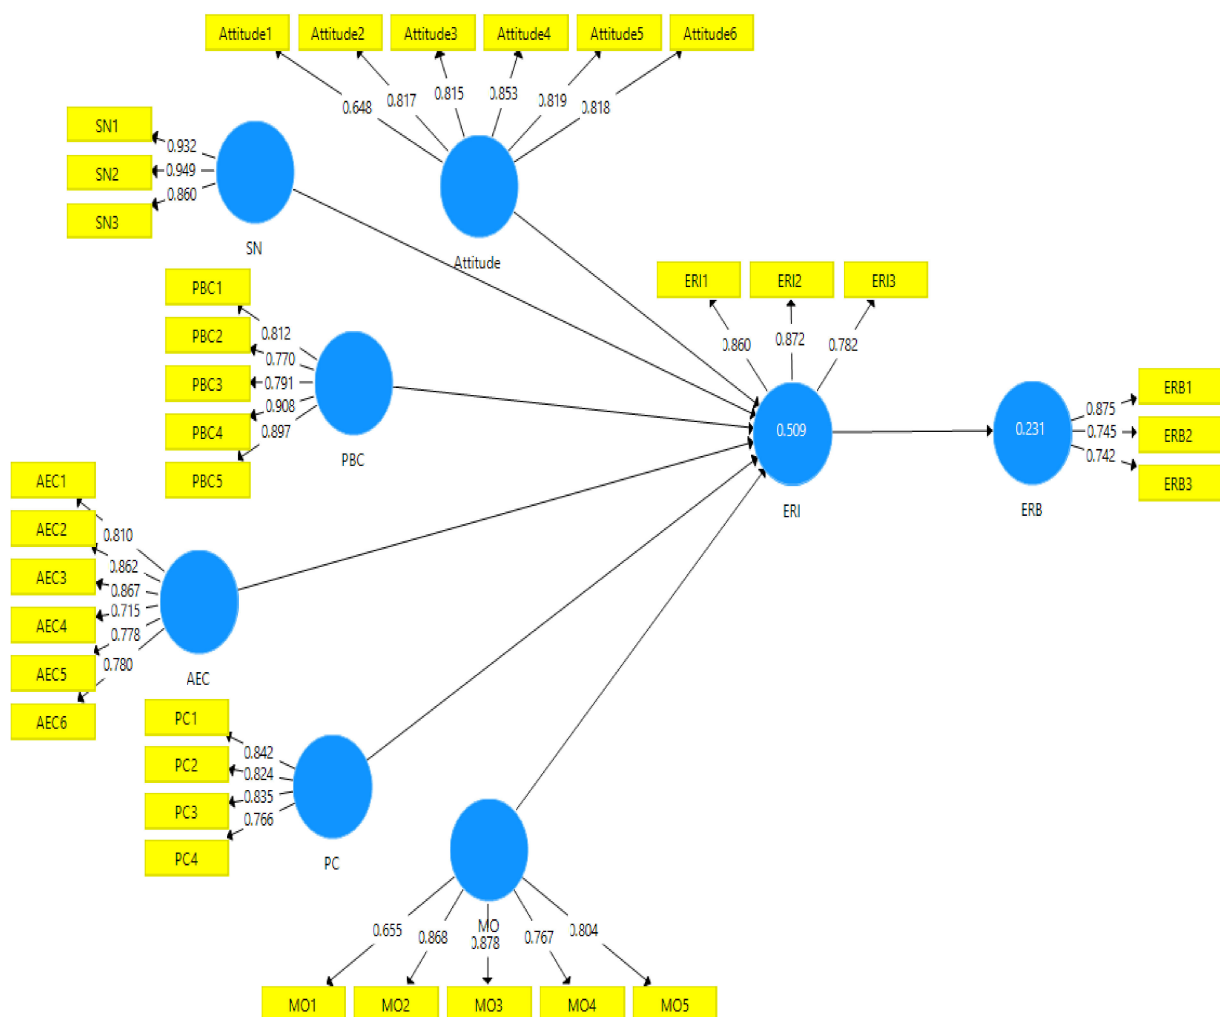 Attitude1
Attitude2
Attitude3
Attitude4
Attitude5
Attitude6
0.648
0.817
0.815
0.853
0.819
0.818
SN1
SN2
SN3
0.932
0.949
0.860
SN
Attitude
PBC1
PBC2
PBC3
PBC4
PBC5
0.812
0.770
0.791
0.908
0.897
PBC
ERI1
ERI2
ERI3
0.860
0.872
0.782
0.509
ERI
0.231
ERB
0.875
0.745
0.742
ERB1
ERB2
ERB3
AEC1
AEC2
AEC3
AEC4
AEC5
AEC6
0.810
0.862
0.867
0.715
0.778
0.780
AEC
PC1
PC2
PC3
PC4
0.842
0.824
0.835
0.766
PC
MO
0.655
0.868
0.878
0.767
0.804
MO1
MO2
MO3
MO4
MO5